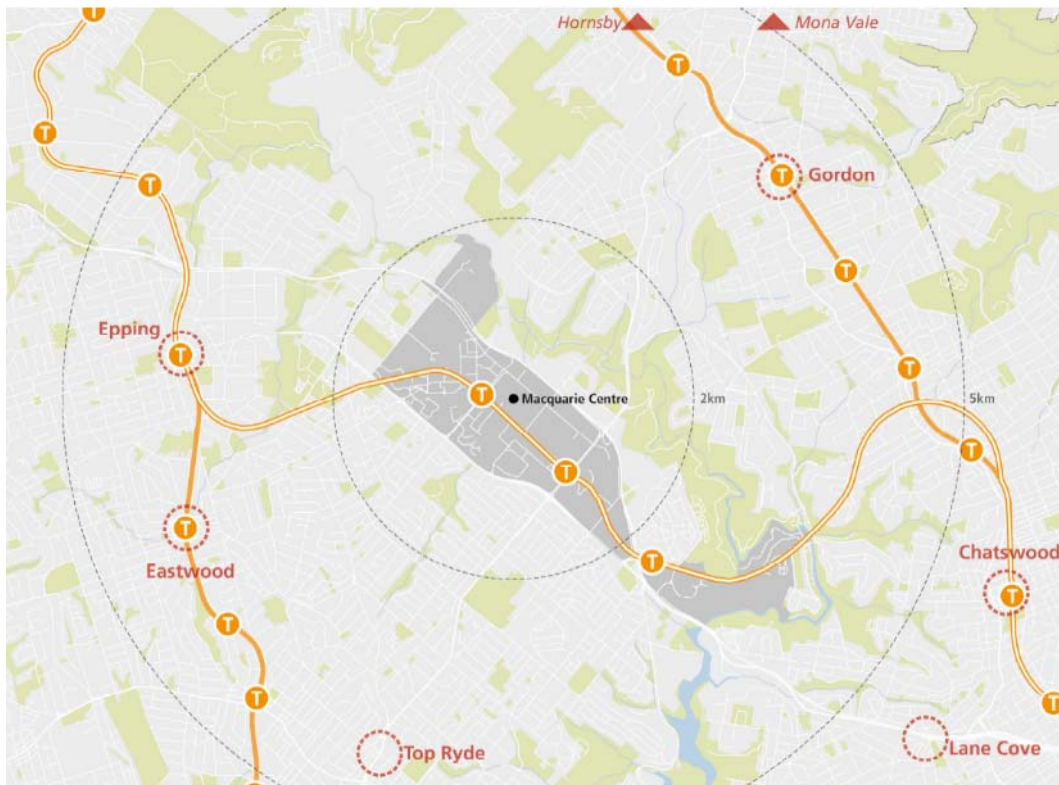 Hornsby
Mona Vale
T
T
T
Gordon
T
T
T
Epping
T
T
T
Macquarie Centre
2km
5km
T
T
T
Eastwood
T
Chatswood
T
T
T
T
Top Ryde
Lane Cove
T